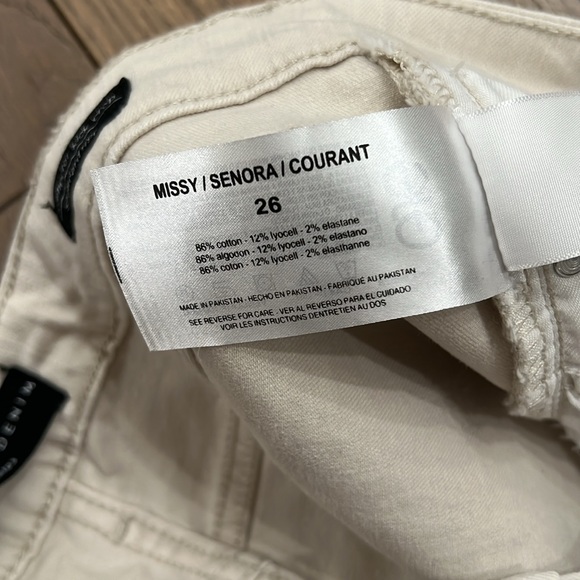 MISSY / SENORA / COURANT
26
86% cotton - 12% lyocell - 2% elastane
86% algodon - 12% lyocell - 2% elastano
86% coton - 12% lyocell - 2% elasthanne
MADE IN PAKISTAN - HECHO EN PAKISTAN - FABRIQUE AU PAKISTAN
SEE REVERSE FOR CARE - VER AL REVERSO PARA EL CUIDADO
VOIR LES INSTRUCTIONS DENTRETIEN AU DOS
DENIM